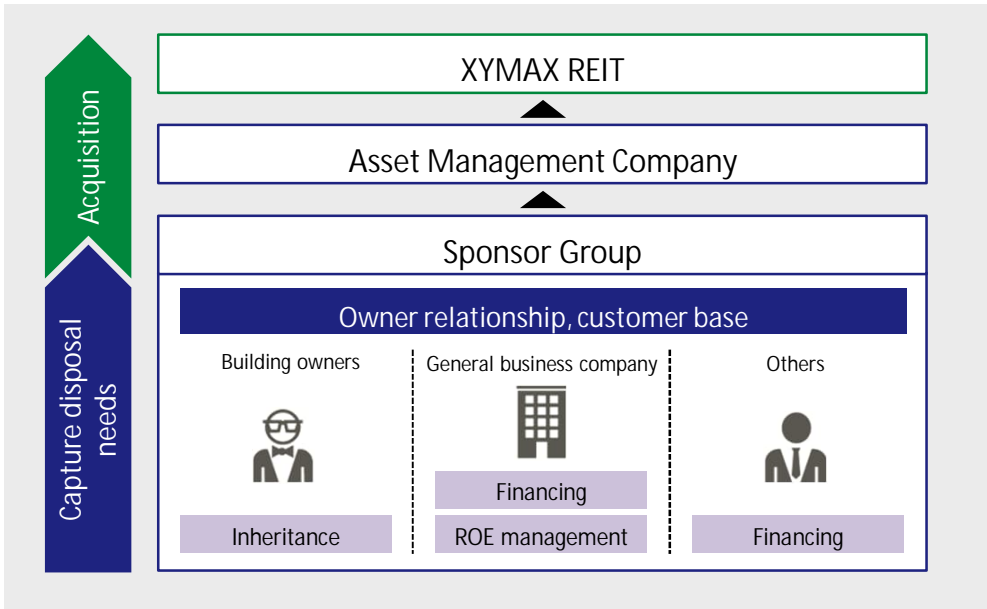 XYMAX REIT
Acquisition
Asset Management Company
Sponsor Group
Capture disposal
needs
Owner relationship, customer base
Building owners
General business company
Others
Financing
Inheritance
ROE management
Financing